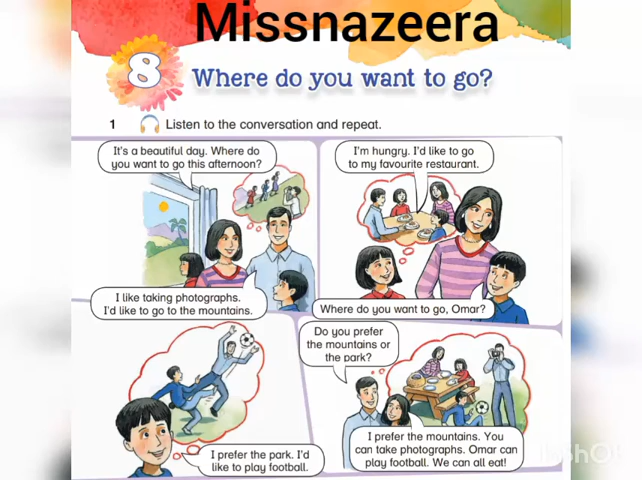 Missnazeera
8
Where do you want to go?
1 Listen to the conversation and repeat.
It's a beautiful day. Where do
you want to go this afternoon?
I like taking photographs.
I'd like to go to the mountains.
I'm hungry. I'd like to go
to my favourite restaurant.
Where do you want to go, Omar?
I prefer the park. I'd
like to play football.
Do you prefer
the mountains or
the park?
I prefer the mountains. You
can take photographs. Omar can
play football. We can all eat!